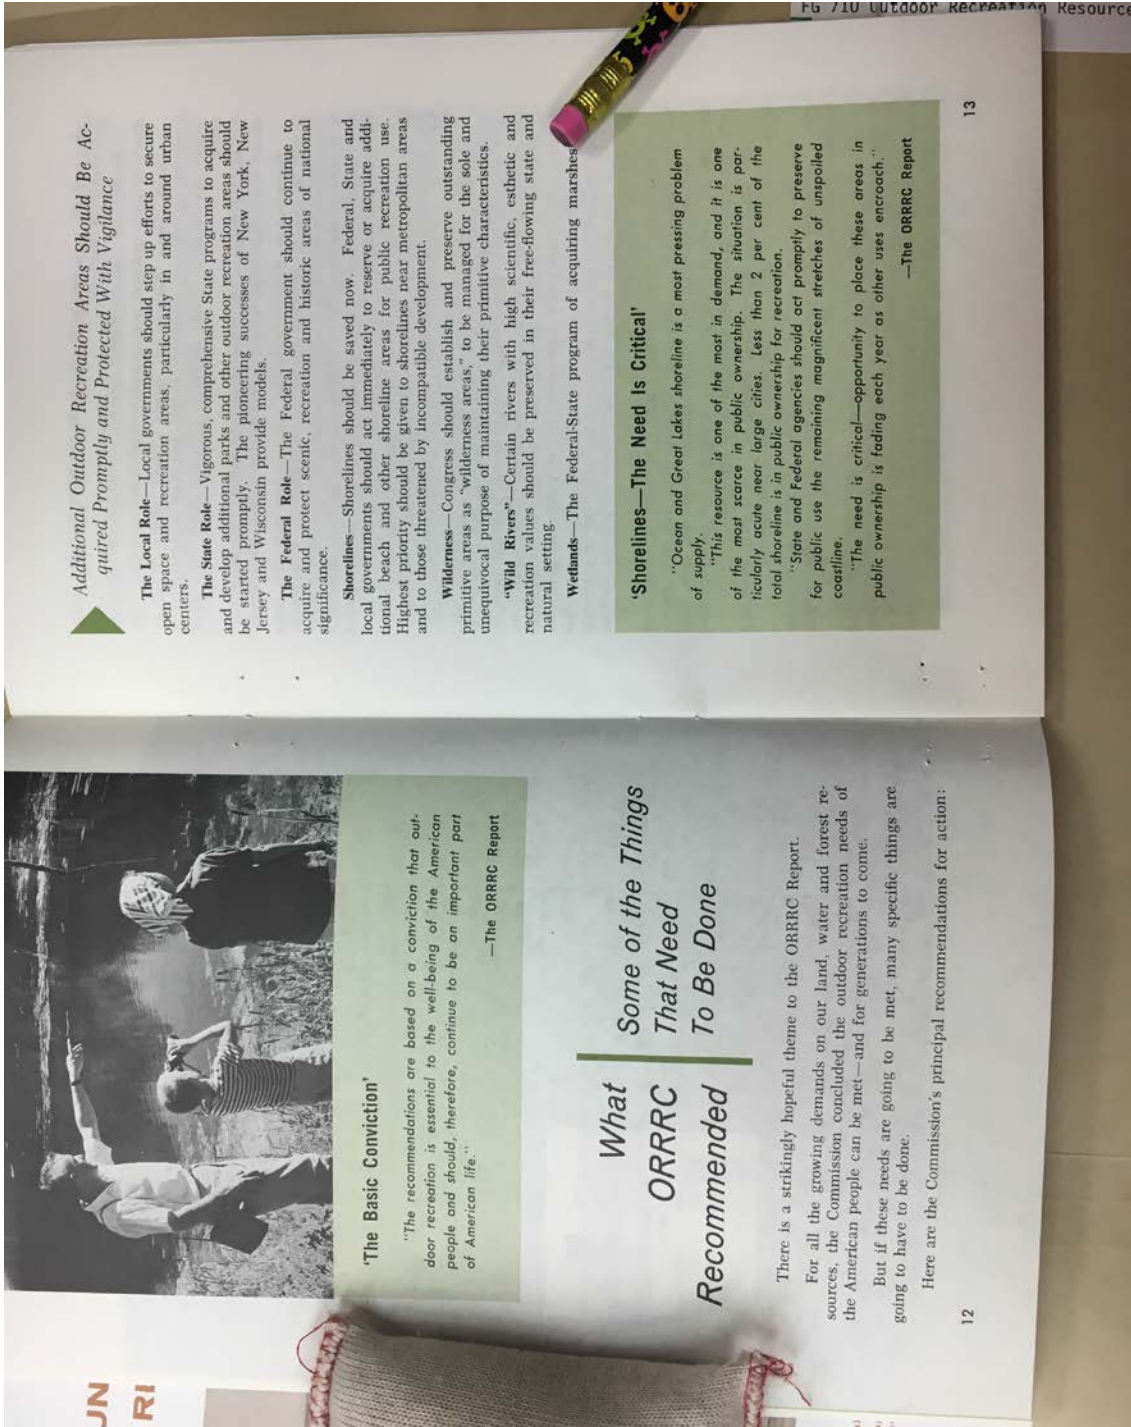 FG 710 Outdoor Recreation Resource
UN
RI
'The Basic Conviction'
"The recommendations are based on a conviction that out-
door recreation is essential to the well-being of the American
people and should, therefore, continue to be an important part
of American life."
—The ORRRC Report
What
ORRRC
Recommended
Some of the Things
That Need
To Be Done
There is a strikingly hopeful theme to the ORRRC Report.
For all the growing demands on our land, water and forest re-
sources, the Commission concluded the outdoor recreation needs of
the American people can be met—and for generations to come.
But if these needs are going to be met, many specific things are
going to have to be done.
Here are the Commission's principal recommendations for action:
12
Additional Outdoor Recreation Areas Should Be Ac-
quired Promptly and Protected With Vigilance
The Local Role—Local governments should step up efforts to secure
open space and recreation areas, particularly in and around urban
centers.
The State Role—Vigorous, comprehensive State programs to acquire
and develop additional parks and other outdoor recreation areas should
be started promptly. The pioneering successes of New York, New
Jersey and Wisconsin provide models.
The Federal Role—The Federal government should continue to
acquire and protect scenic, recreation and historic areas of national
significance.
Shorelines—Shorelines should be saved now. Federal, State and
local governments should act immediately to reserve or acquire addi-
tional beach and other shoreline areas for public recreation use.
Highest priority should be given to shorelines near metropolitan areas
and to those threatened by incompatible development.
Wilderness—Congress should establish and preserve outstanding
primitive areas as "wilderness areas," to be managed for the sole and
unequivocal purpose of maintaining their primitive characteristics.
"Wild Rivers"—Certain rivers with high scientific, esthetic and
recreation values should be preserved in their free-flowing state and
natural setting.
Wetlands—The Federal-State program of acquiring marshes
'Shorelines—The Need Is Critical'
"Ocean and Great Lakes shoreline is a most pressing problem
of supply.
"This resource is one of the most in demand, and it is one
of the most scarce in public ownership. The situation is par-
ticularly acute near large cities. Less than 2 per cent of the
total shoreline is in public ownership for recreation.
"State and Federal agencies should act promptly to preserve
for public use the remaining magnificent stretches of unspoiled
coastline.
"The need is critical—opportunity to place these areas in
public ownership is fading each year as other uses encroach."
—The ORRRC Report
13